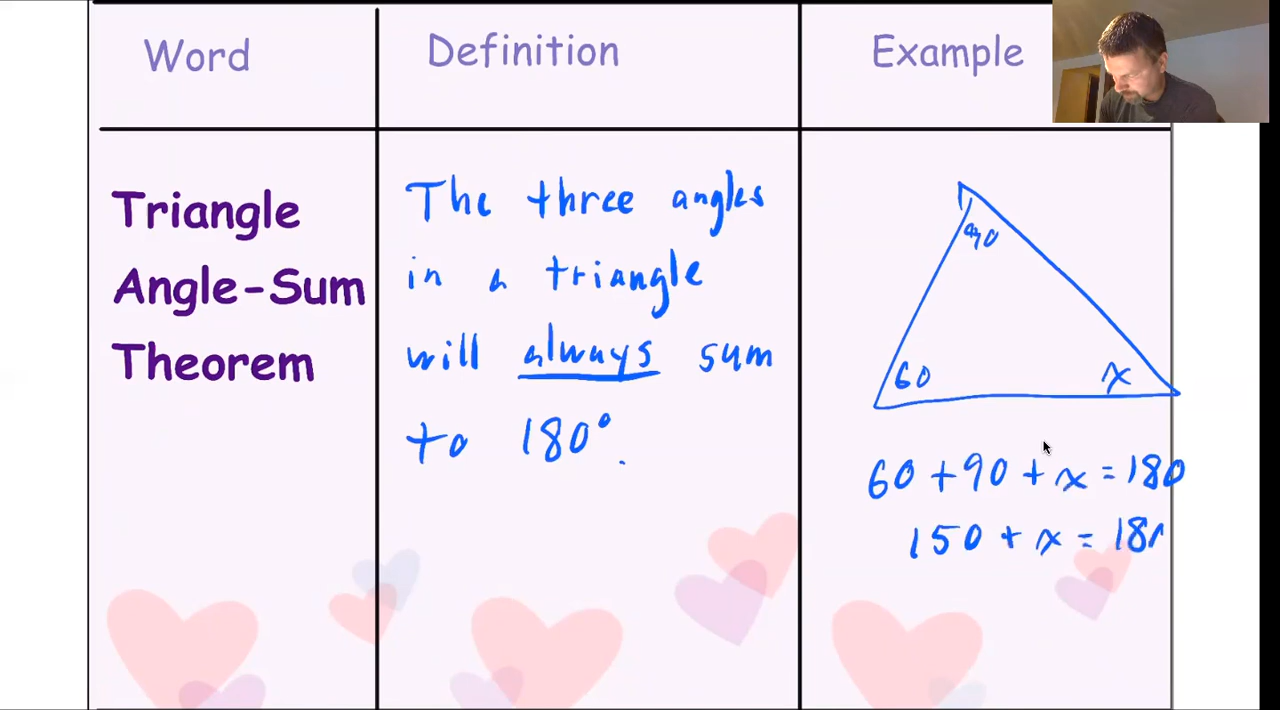 Word
Definition
Example
Triangle
Angle-Sum
Theorem
The three angles
in a triangle
will always sum
to 180°.
90
60
x
60 + 90 + x = 180
150 + x = 18